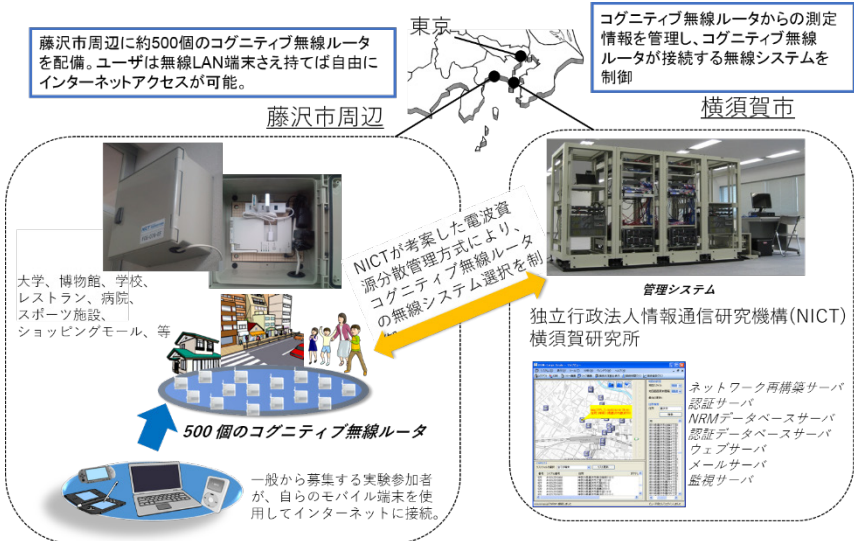 藤沢市周辺に約500個のコグニティブ無線ルータ
を配備。ユーザは無線LAN端末さえ持てば自由に
インターネットアクセスが可能。
東京
コグニティブ無線ルータからの測定
情報を管理し、コグニティブ無線
ルータが接続する無線システムを
制御
藤沢市周辺
横須賀市
大学、博物館、学校、
レストラン、病院、
スポーツ施設、
ショッピングモール、等
NICTが考案した電波資
源分散管理方式により、
コグニティブ無線ルータ
の無線システム選択を制
管理システム
独立行政法人情報通信研究機構(NICT)
横須賀研究所
500 個のコグニティブ無線ルータ
一般から募集する実験参加者
が、自らのモバイル端末を使
用してインターネットに接続。
ネットワーク再構築サーバ
認証サーバ
NRMデータベースサーバ
認証データベースサーバ
ウェブサーバ
メールサーバ
監視サーバ